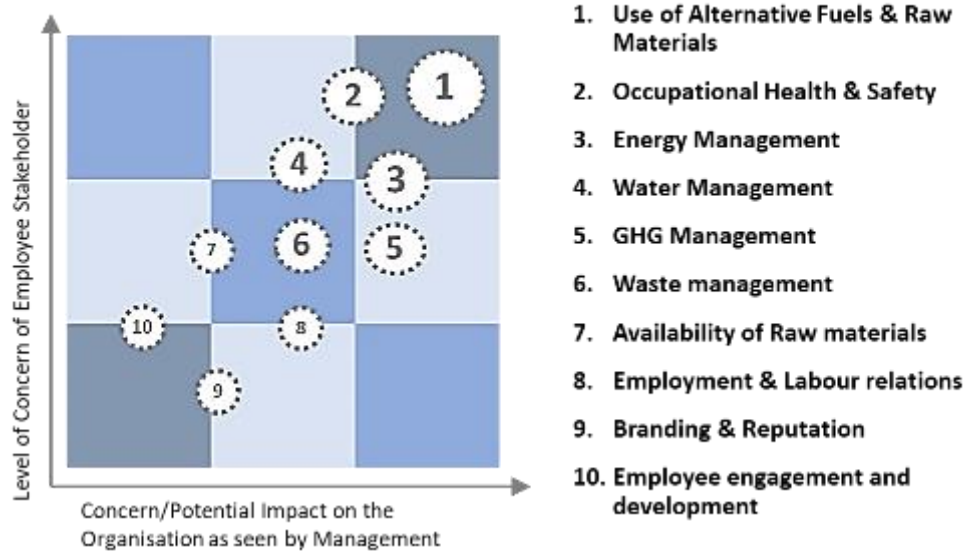 Level of Concern of Employee Stakeholder
2
1
4
3
7
6
5
10
8
9
Concern/Potential Impact on the
Organisation as seen by Management
1. Use of Alternative Fuels & Raw
Materials
2. Occupational Health & Safety
3. Energy Management
4. Water Management
5. GHG Management
6. Waste management
7. Availability of Raw materials
8. Employment & Labour relations
9. Branding & Reputation
10. Employee engagement and
development